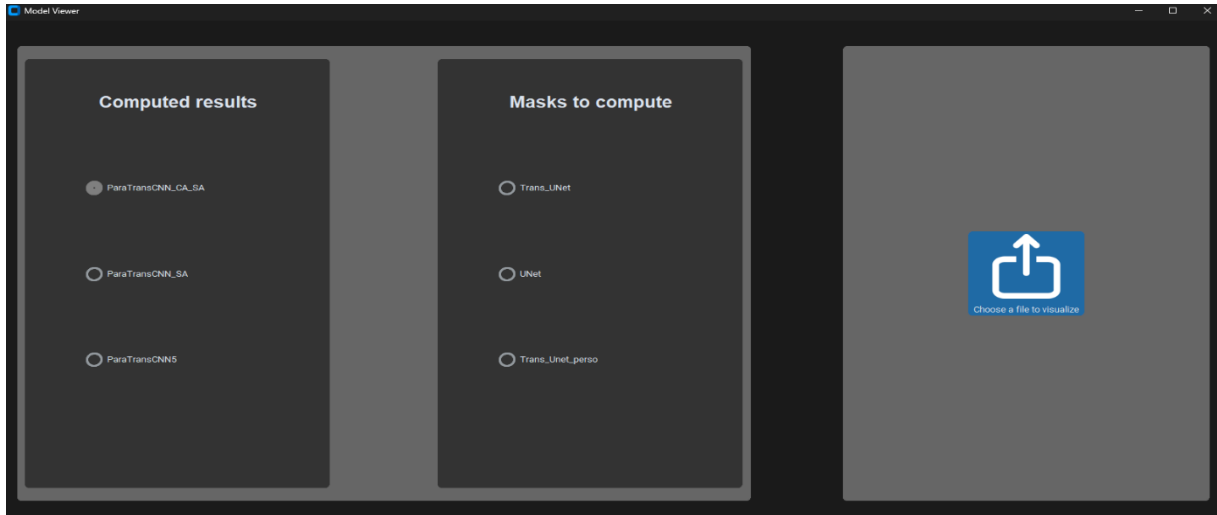 Model Viewer
Computed results
ParaTransCNN_CA_SA
ParaTransCNN_SA
ParaTransCNN5
Masks to compute
Trans_UNet
UNet
Trans_Unet_perso
Choose a file to visualize